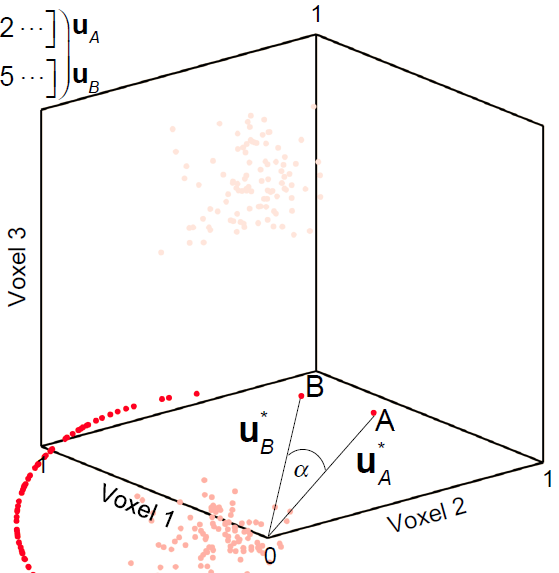 2 ⋯] u_A
5 ⋯] u_B
1
Voxel 3
B
A
u*_B
α
u*_A
1
Voxel 1
0
Voxel 2
1